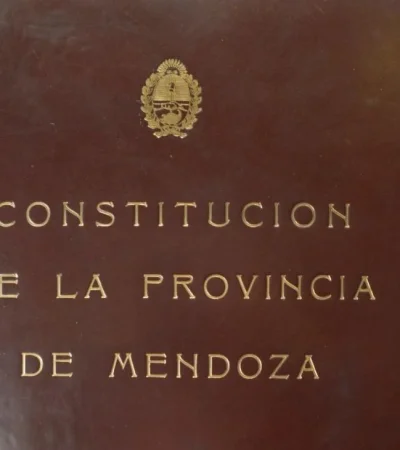 CONSTITUCION
E LA PROVINCIA
DE MENDOZA